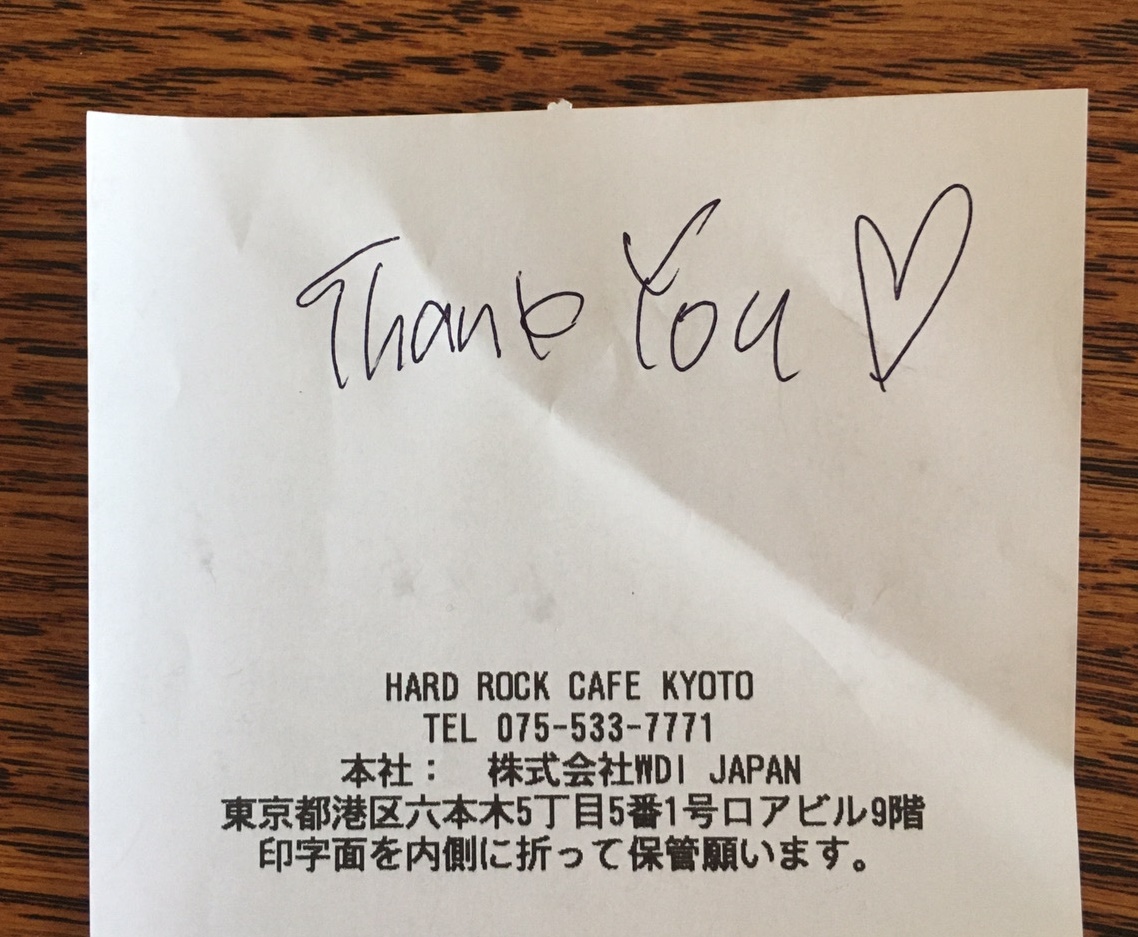 Thank You ♡
HARD ROCK CAFE KYOTO
TEL 075-533-7771
本社： 株式会社WDI JAPAN
東京都港区六本木5丁目5番1号ロアビル9階
印字面を内側に折って保管願います。